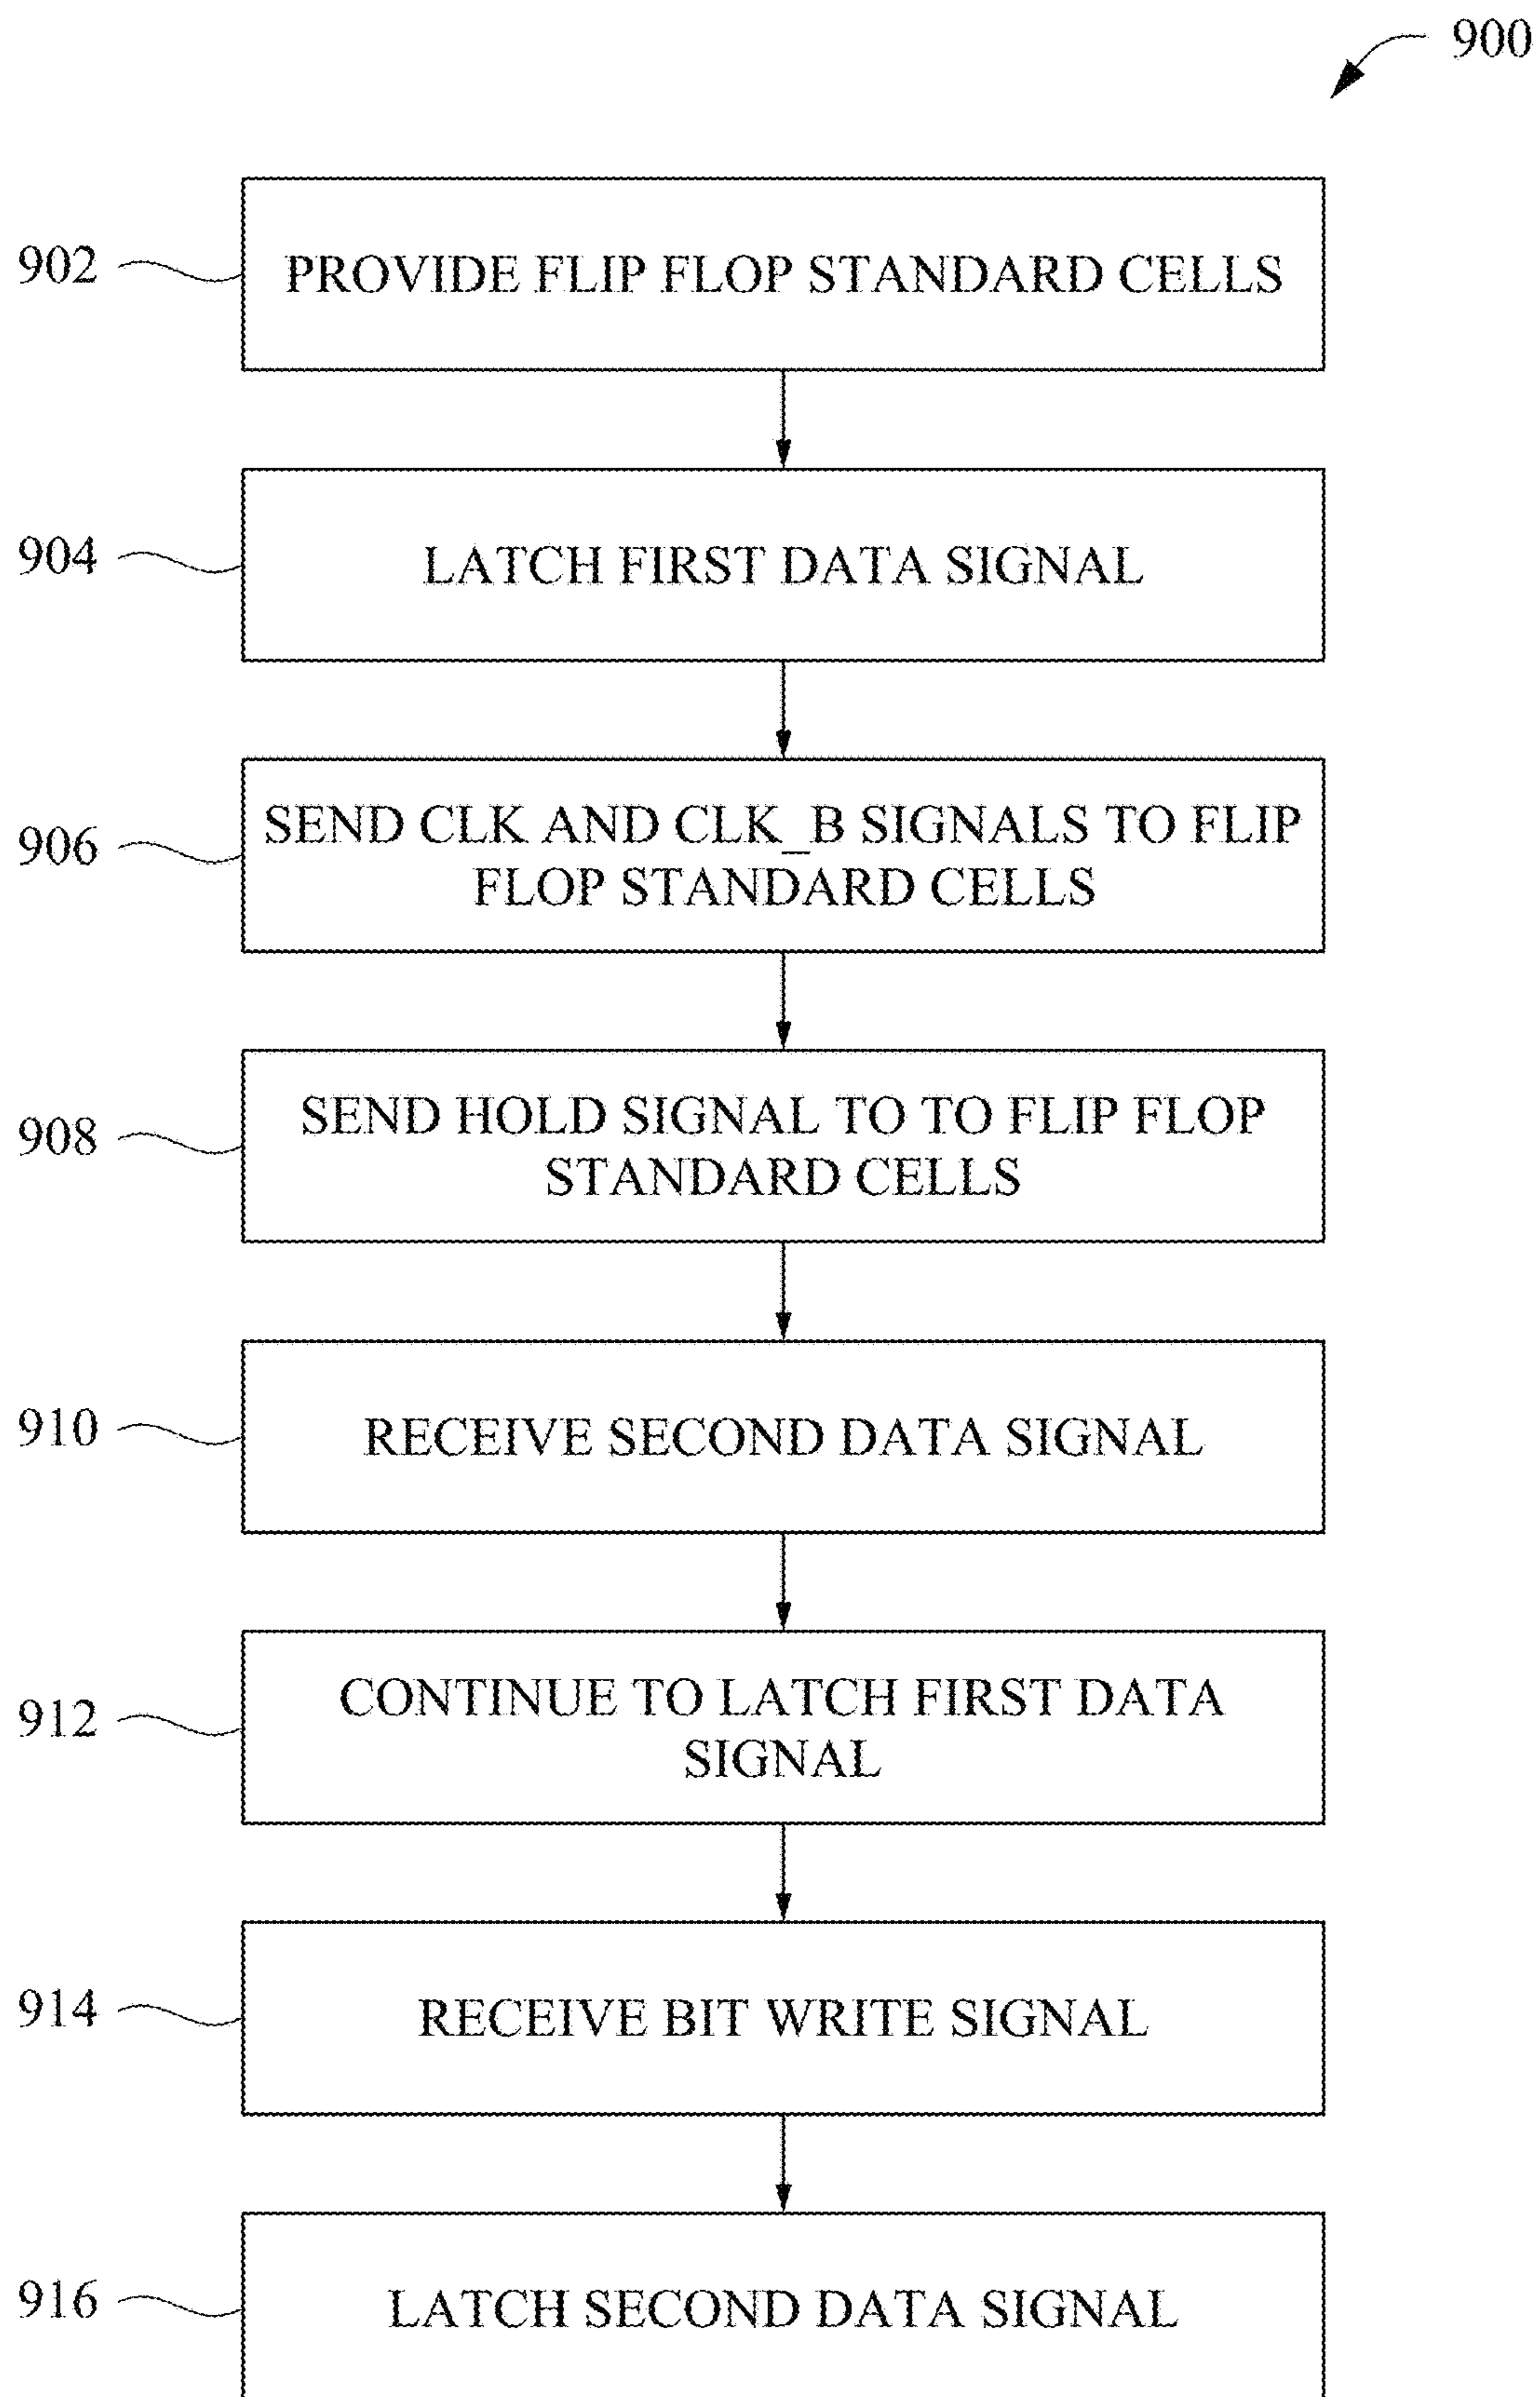 900
902
PROVIDE FLIP FLOP STANDARD CELLS
904
LATCH FIRST DATA SIGNAL
906
SEND CLK AND CLK_B SIGNALS TO FLIP
FLOP STANDARD CELLS
908
SEND HOLD SIGNAL TO TO FLIP FLOP
STANDARD CELLS
910
RECEIVE SECOND DATA SIGNAL
912
CONTINUE TO LATCH FIRST DATA
SIGNAL
914
RECEIVE BIT WRITE SIGNAL
916
LATCH SECOND DATA SIGNAL